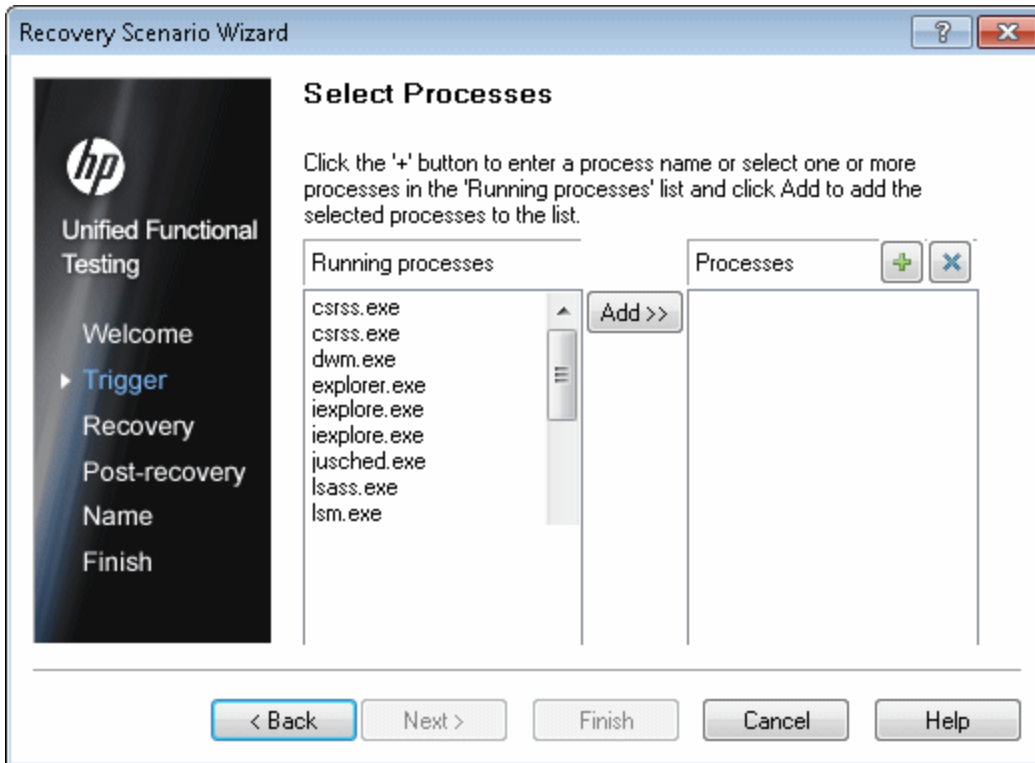 Recovery Scenario Wizard
hp
Unified Functional
Testing
Welcome
Trigger
Recovery
Post-recovery
Name
Finish
Select Processes
Click the '+' button to enter a process name or select one or more
processes in the 'Running processes' list and click Add to add the
selected processes to the list.
Running processes
csrss.exe
csrss.exe
dwm.exe
explorer.exe
iexplore.exe
iexplore.exe
jusched.exe
lsass.exe
lsm.exe
Add >>
Processes
< Back
Next >
Finish
Cancel
Help